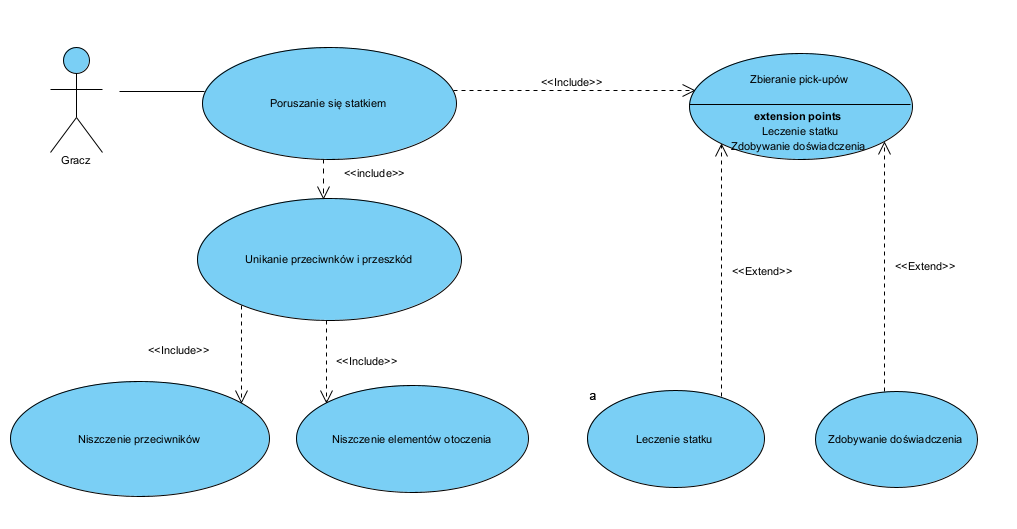 Gracz
Poruszanie się statkiem
<<Include>>
Zbieranie pick-upów
extension points
Leczenie statku
Zdobywanie doświadczenia
<<include>>
Unikanie przeciwnków i przeszkód
<<Extend>>
<<Extend>>
<<Include>>
<<Include>>
a
Niszczenie przeciwników
Niszczenie elementów otoczenia
Leczenie statku
Zdobywanie doświadczenia